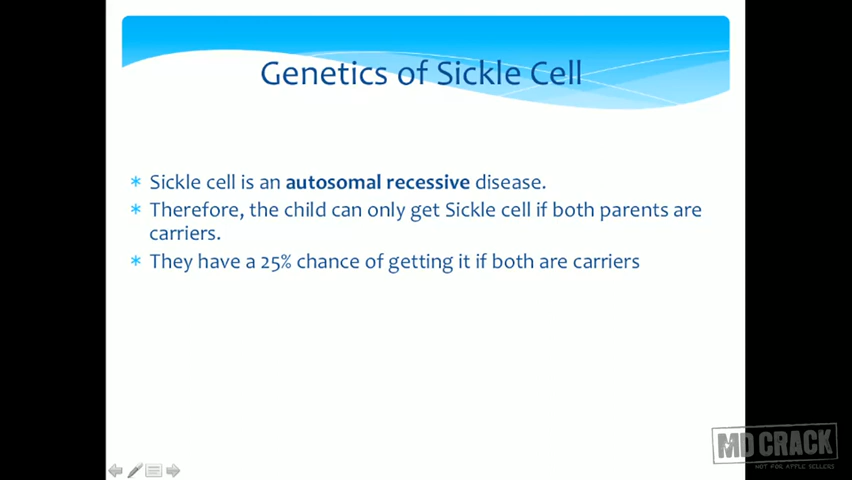 Genetics of Sickle Cell
* Sickle cell is an autosomal recessive disease.
* Therefore, the child can only get Sickle cell if both parents are
carriers.
* They have a 25% chance of getting it if both are carriers
MD CRACK
NOT FOR APPLE SELLERS